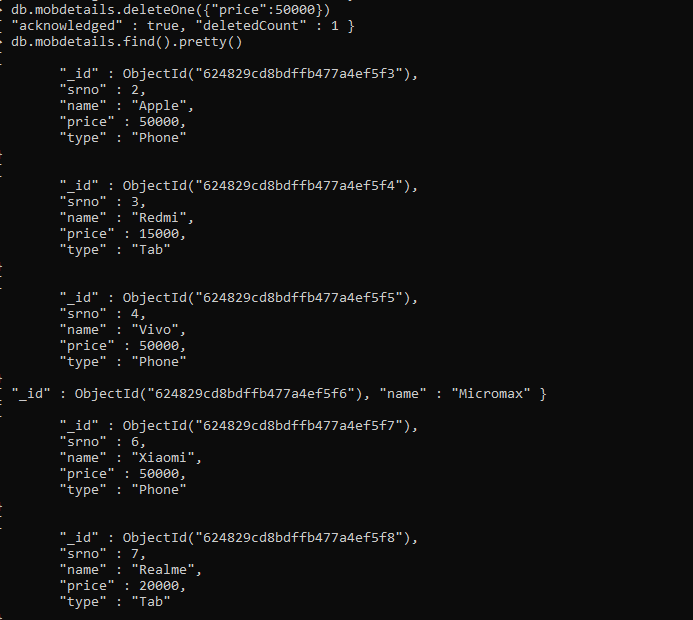 db.mobdetails.deleteOne({"price":50000})
"acknowledged" : true, "deletedCount" : 1 }
db.mobdetails.find().pretty()
"_id" : ObjectId("624829cd8bdffb477a4ef5f3"),
"srno" : 2,
"name" : "Apple",
"price" : 50000,
"type" : "Phone"
"_id" : ObjectId("624829cd8bdffb477a4ef5f4"),
"srno" : 3,
"name" : "Redmi",
"price" : 15000,
"type" : "Tab"
"_id" : ObjectId("624829cd8bdffb477a4ef5f5"),
"srno" : 4,
"name" : "Vivo",
"price" : 50000,
"type" : "Phone"
"_id" : ObjectId("624829cd8bdffb477a4ef5f6"), "name" : "Micromax" }
"_id" : ObjectId("624829cd8bdffb477a4ef5f7"),
"srno" : 6,
"name" : "Xiaomi",
"price" : 50000,
"type" : "Phone"
"_id" : ObjectId("624829cd8bdffb477a4ef5f8"),
"srno" : 7,
"name" : "Realme",
"price" : 20000,
"type" : "Tab"